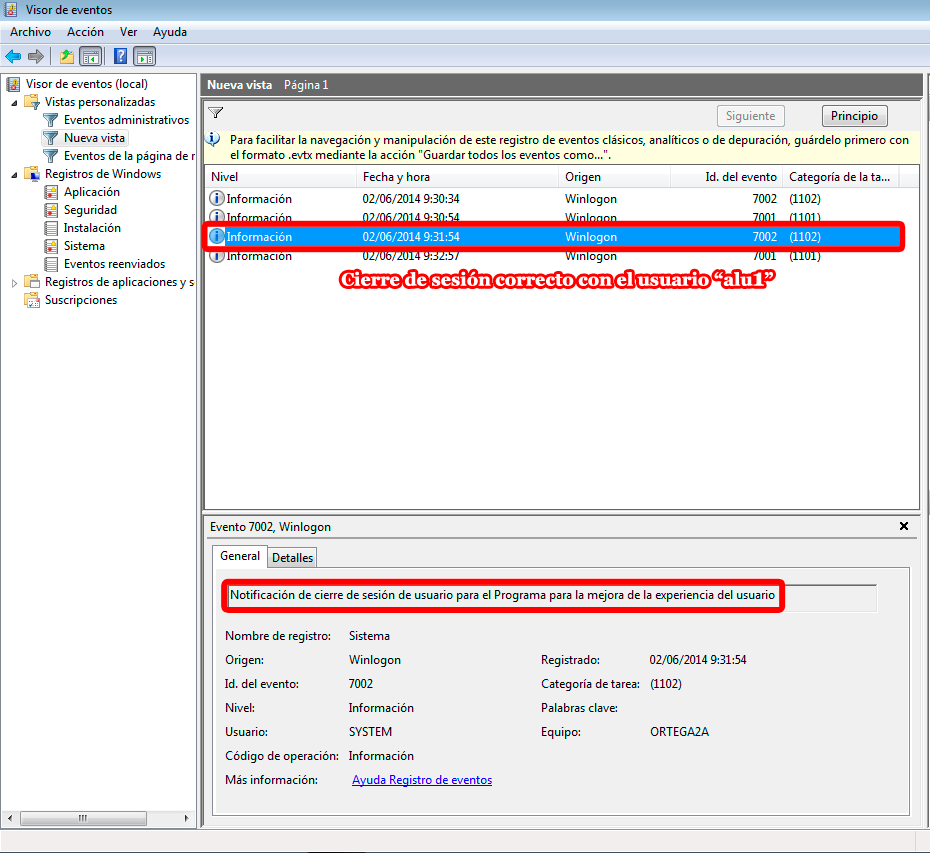 Visor de eventos
Archivo Acción Ver Ayuda
Visor de eventos (local)
Vistas personalizadas
Eventos administrativos
Nueva vista
Eventos de la página de r
Registros de Windows
Aplicación
Seguridad
Instalación
Sistema
Eventos reenviados
Registros de aplicaciones y s
Suscripciones
Nueva vista Página 1
Siguiente Principio
Para facilitar la navegación y manipulación de este registro de eventos clásicos, analíticos o de depuración, guárdelo primero con
el formato .evtx mediante la acción "Guardar todos los eventos como...".
Nivel Fecha y hora Origen Id. del evento Categoría de la ta...
Información 02/06/2014 9:30:34 Winlogon 7002 (1102)
Información 02/06/2014 9:30:54 Winlogon 7001 (1101)
Información 02/06/2014 9:31:54 Winlogon 7002 (1102)
Información 02/06/2014 9:32:57 Winlogon 7001 (1101)
Cierre de sesión correcto con el usuario “alu1”
Evento 7002, Winlogon
General Detalles
Notificación de cierre de sesión de usuario para el Programa para la mejora de la experiencia del usuario
Nombre de registro: Sistema
Origen: Winlogon Registrado: 02/06/2014 9:31:54
Id. del evento: 7002 Categoría de tarea: (1102)
Nivel: Información Palabras clave:
Usuario: SYSTEM Equipo: ORTEGA2A
Código de operación: Información
Más información: Ayuda Registro de eventos